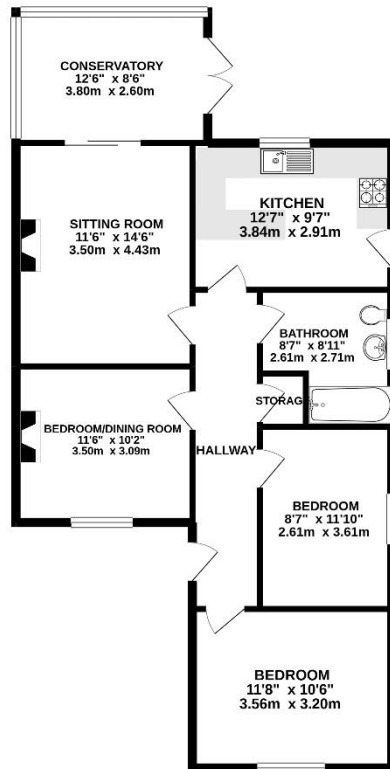 CONSERVATORY
12'6" x 8'6"
3.80m x 2.60m
SITTING ROOM
11'6" x 14'6"
3.50m x 4.43m
KITCHEN
12'7" x 9'7"
3.84m x 2.91m
BATHROOM
8'7" x 8'11"
2.61m x 2.71m
STORAG
BEDROOM/DINING ROOM
11'6" x 10'2"
3.50m x 3.09m
HALLWAY
BEDROOM
8'7" x 11'10"
2.61m x 3.61m
BEDROOM
11'8" x 10'6"
3.56m x 3.20m